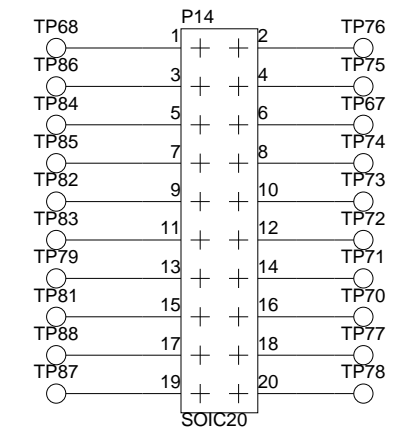 P14
TP68 1 2 TP76
TP86 3 4 TP75
TP84 5 6 TP67
TP85 7 8 TP74
TP82 9 10 TP73
TP83 11 12 TP72
TP79 13 14 TP71
TP81 15 16 TP70
TP88 17 18 TP77
TP87 19 20 TP78
SOIC20